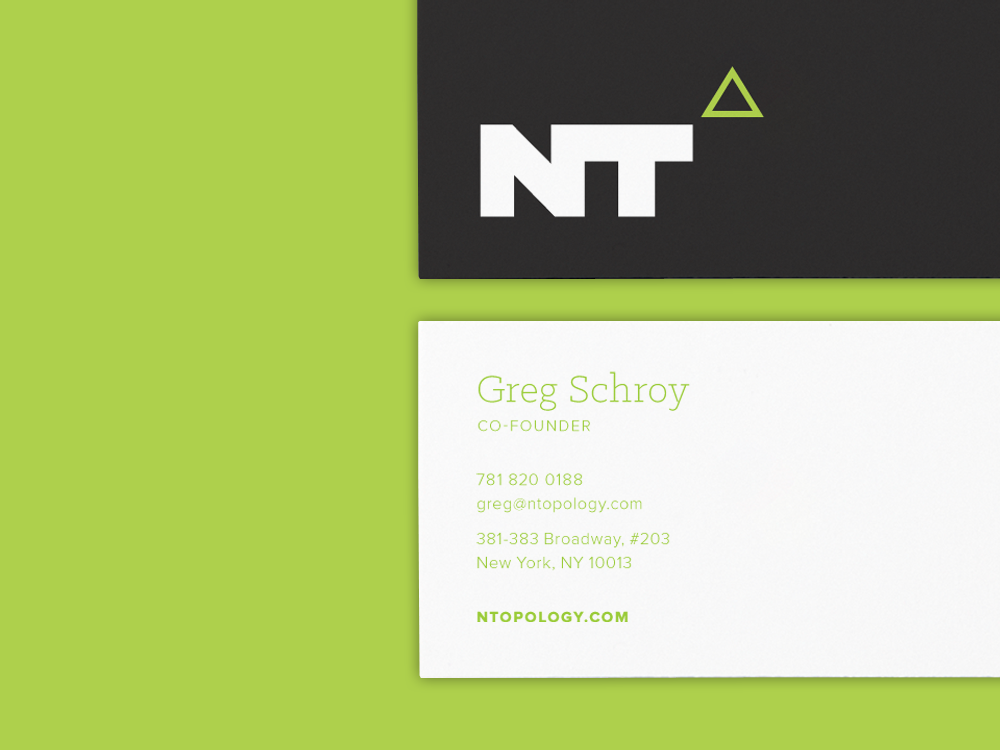 NT
Greg Schroy
CO-FOUNDER
781 820 0188
greg@ntopology.com
381-383 Broadway, #203
New York, NY 10013
NTOPOLOGY.COM